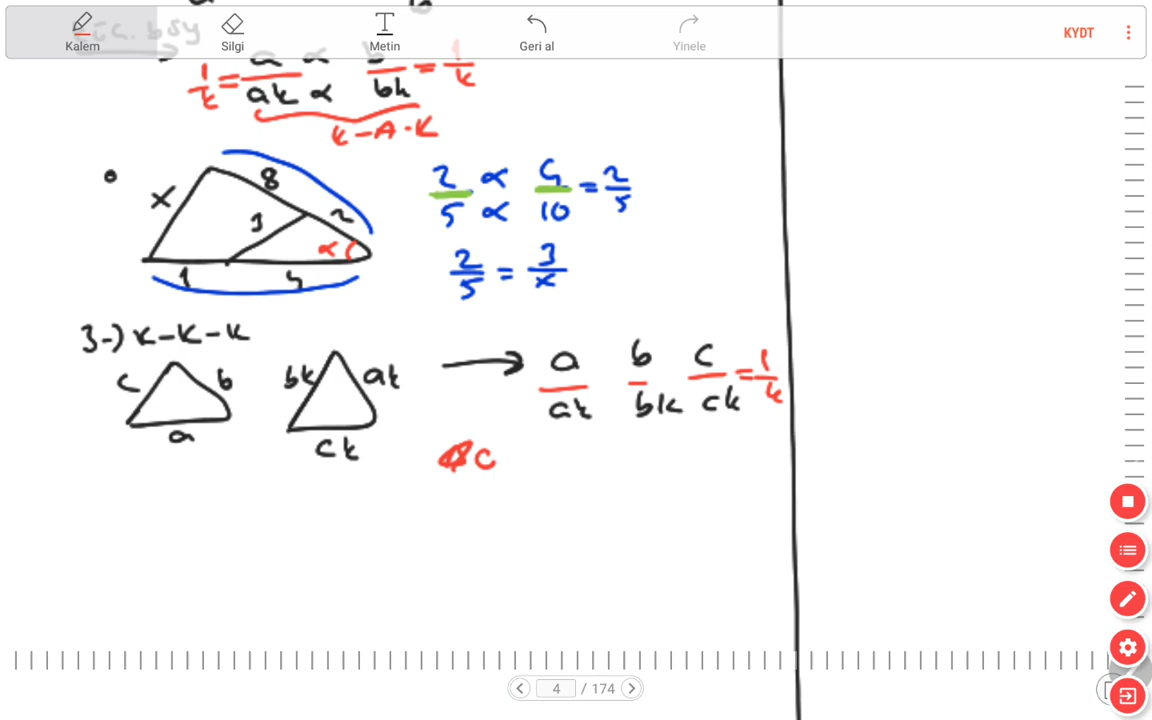 Kalem Silgi Metin Geri al Yinele KYDT
1/k = a/ak α b/bk = 1/k
K-A-K
8
x 3 2
α
1 4
2/5 α 4/10 = 2/5
2/5 = 3/x
3-) K-K-K
c b
a
bk ak
ck
a/ak b/bk c/ck = 1/k
c
4 / 174